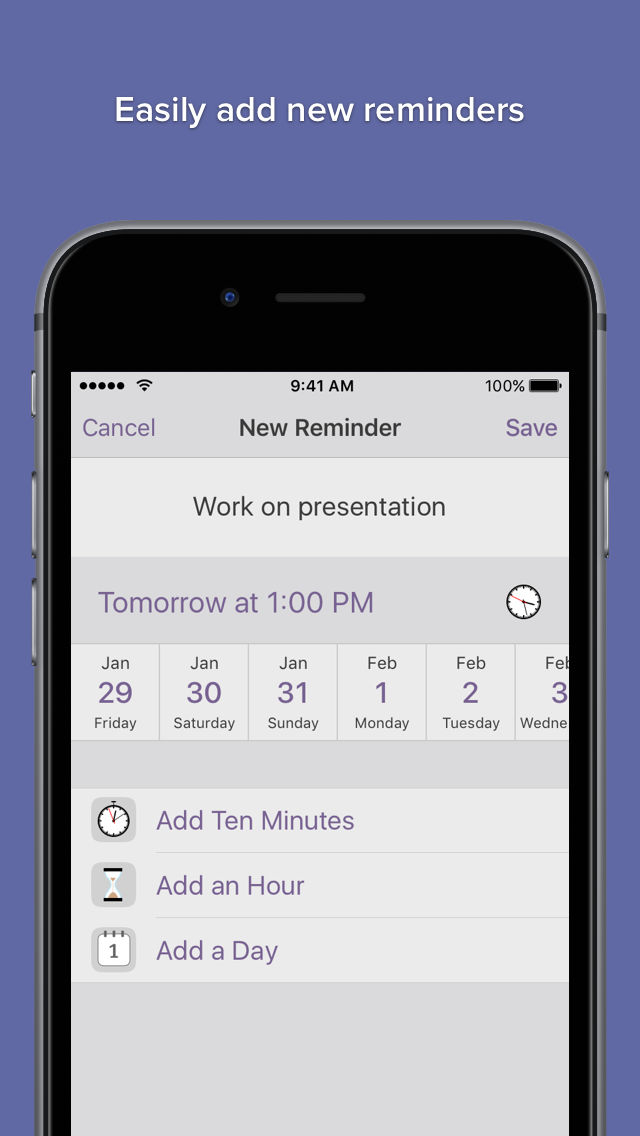 Easily add new reminders
9:41 AM
100%
Cancel
New Reminder
Save
Work on presentation
Tomorrow at 1:00 PM
Jan Jan Jan Feb Feb Feb
29 30 31 1 2 3
Friday Saturday Sunday Monday Tuesday Wedne
Add Ten Minutes
Add an Hour
1
Add a Day